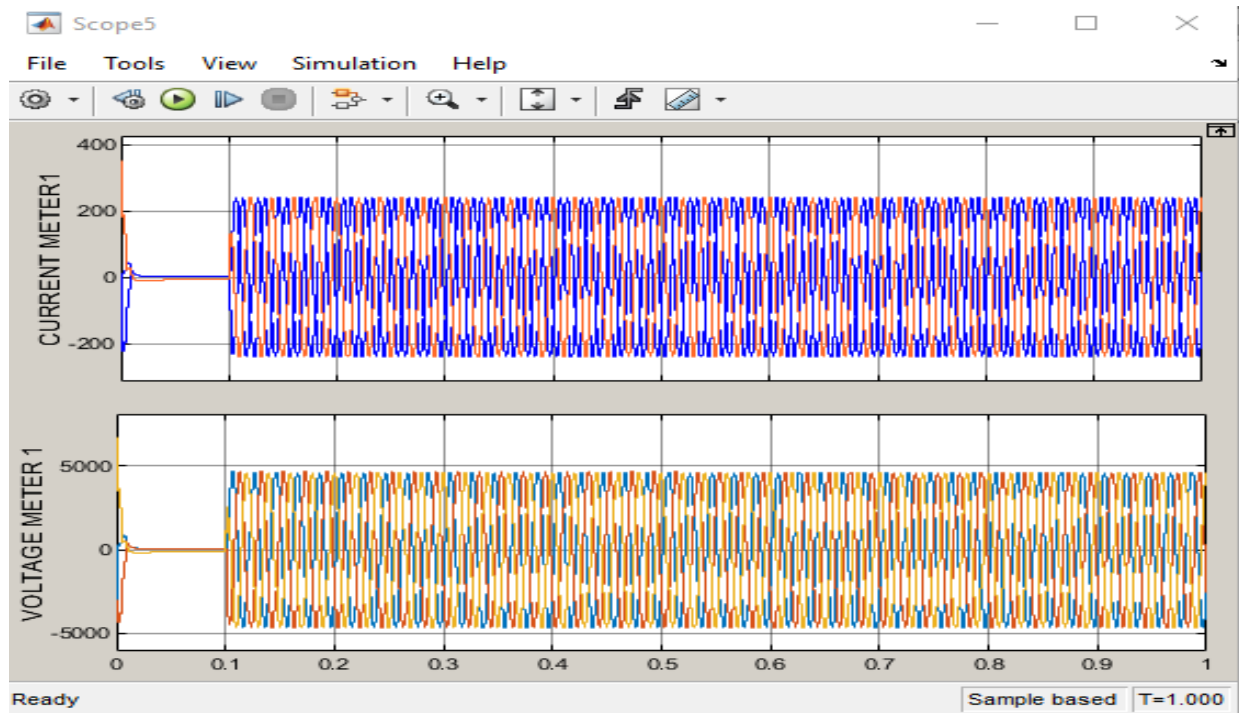 Scope5
File Tools View Simulation Help
CURRENT METER1
400
200
0
-200
VOLTAGE METER 1
5000
0
-5000
0 0.1 0.2 0.3 0.4 0.5 0.6 0.7 0.8 0.9 1
Ready Sample based T=1.000